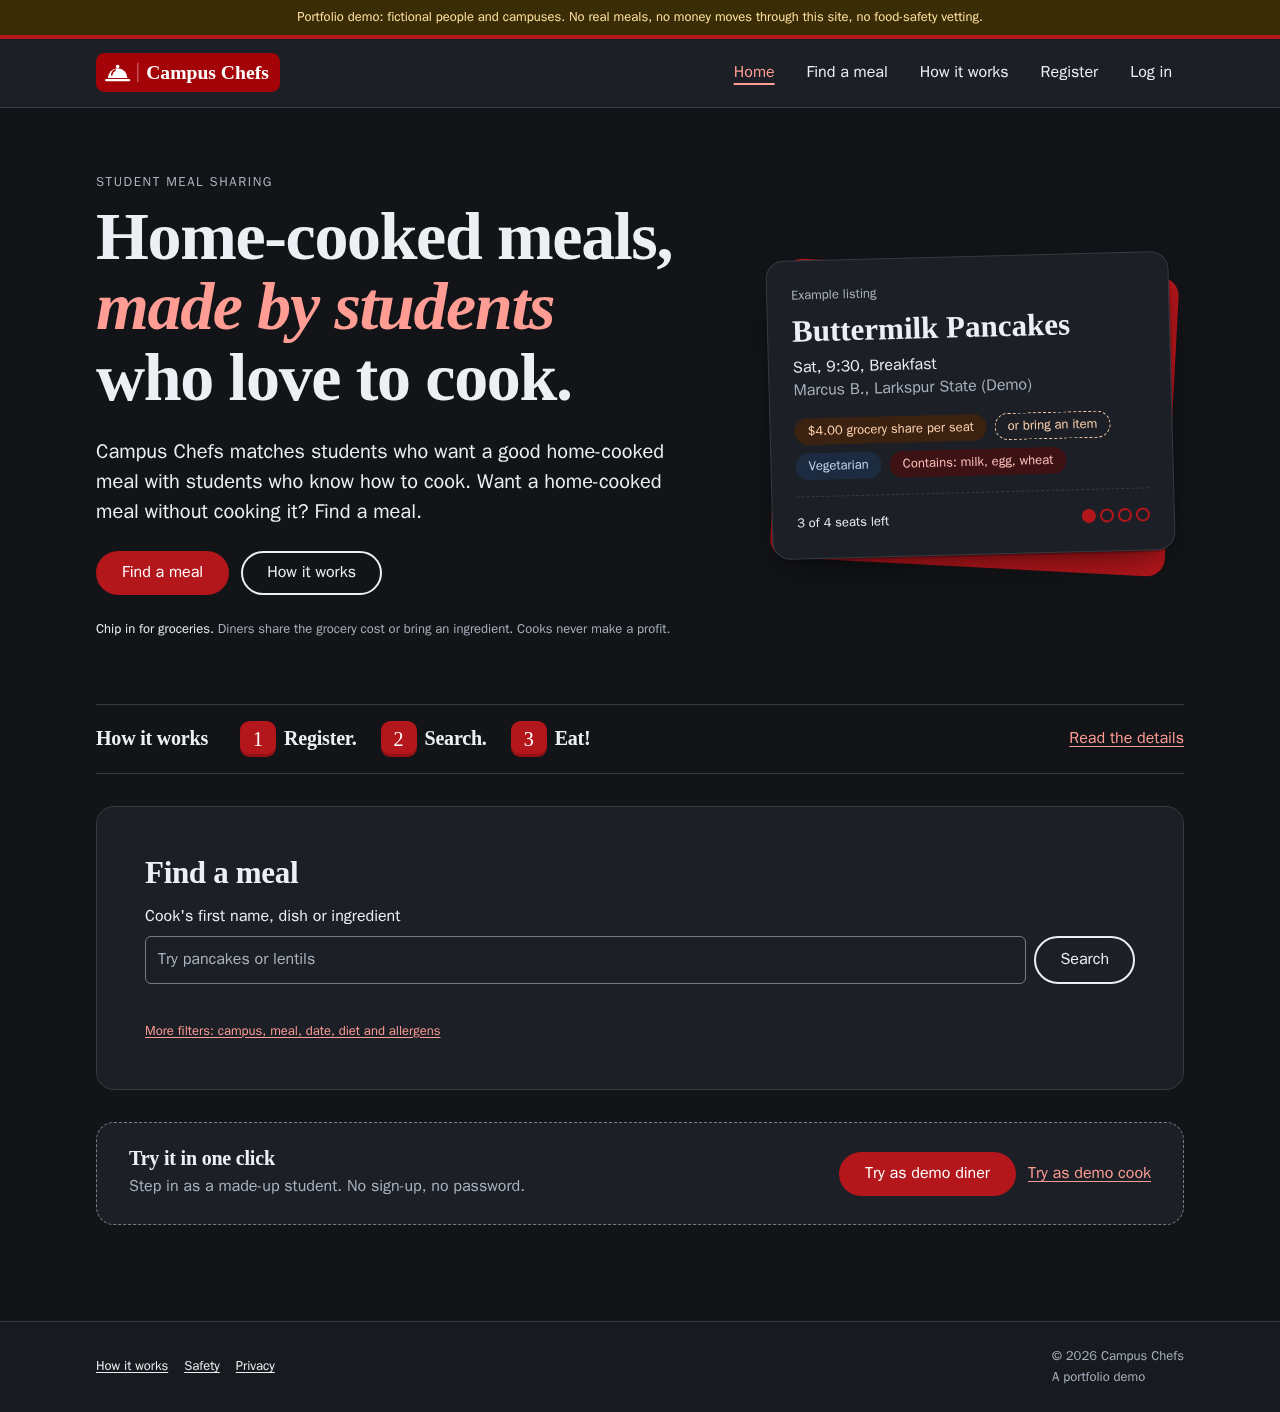 Portfolio demo: fictional people and campuses. No real meals, no money moves through this site, no food-safety vetting.
Campus Chefs
Home
Find a meal
How it works
Register
Log in
STUDENT MEAL SHARING
Home-cooked meals,
made by students
who love to cook.
Campus Chefs matches students who want a good home-cooked
meal with students who know how to cook. Want a home-cooked
meal without cooking it? Find a meal.
Find a meal
How it works
Chip in for groceries. Diners share the grocery cost or bring an ingredient. Cooks never make a profit.
Example listing
Buttermilk Pancakes
Sat, 9:30, Breakfast
Marcus B., Larkspur State (Demo)
$4.00 grocery share per seat
or bring an item
Vegetarian
Contains: milk, egg, wheat
3 of 4 seats left
How it works
1 Register.
2 Search.
3 Eat!
Read the details
Find a meal
Cook's first name, dish or ingredient
Try pancakes or lentils
Search
More filters: campus, meal, date, diet and allergens
Try it in one click
Step in as a made-up student. No sign-up, no password.
Try as demo diner
Try as demo cook
How it works
Safety
Privacy
© 2026 Campus Chefs
A portfolio demo